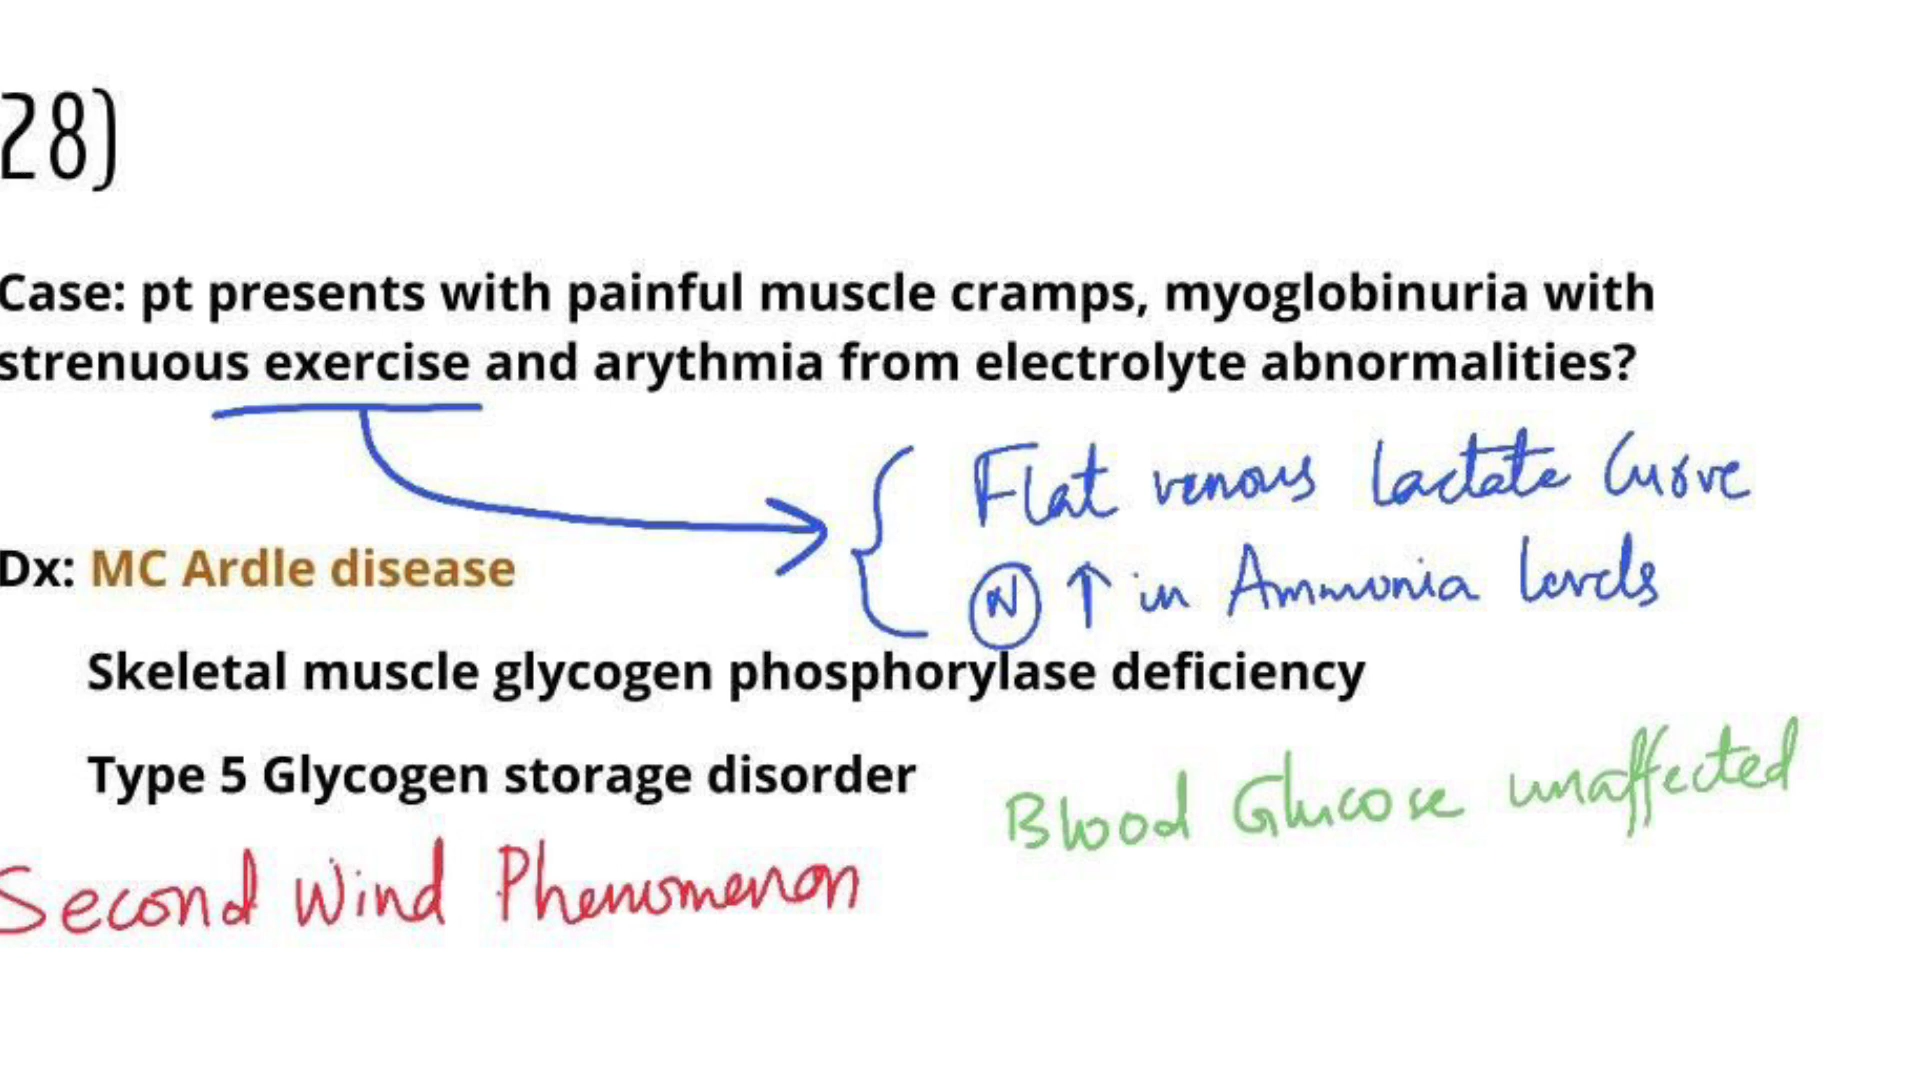 28)
Case: pt presents with painful muscle cramps, myoglobinuria with
strenuous exercise and arythmia from electrolyte abnormalities?
Flat venous lactate Curve
Dx: MC Ardle disease
N ↑ in Ammonia levels
Skeletal muscle glycogen phosphorylase deficiency
Type 5 Glycogen storage disorder
Blood Glucose unaffected
Second Wind Phenomenon